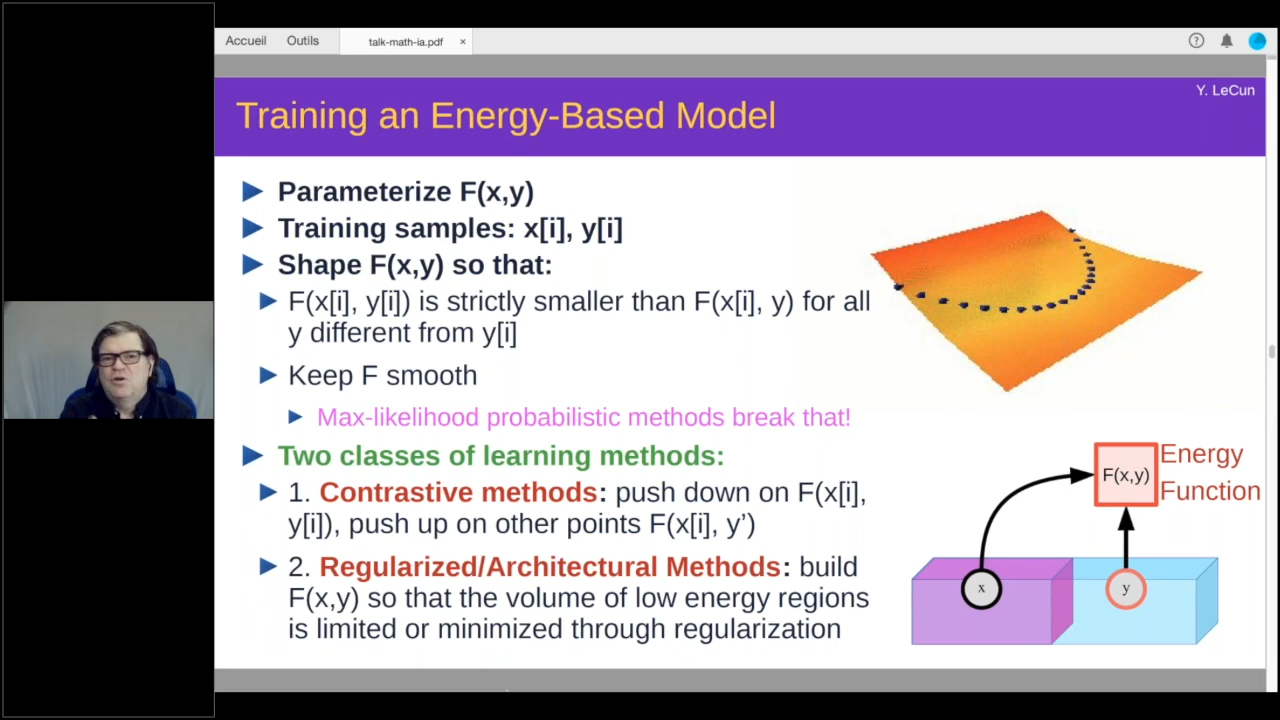 Accueil Outils talk-math-ia.pdf ×
Y. LeCun
Training an Energy-Based Model
Parameterize F(x,y)
Training samples: x[i], y[i]
Shape F(x,y) so that:
F(x[i], y[i]) is strictly smaller than F(x[i], y) for all
y different from y[i]
Keep F smooth
Max-likelihood probabilistic methods break that!
Two classes of learning methods:
1. Contrastive methods: push down on F(x[i],
y[i]), push up on other points F(x[i], y’)
2. Regularized/Architectural Methods: build
F(x,y) so that the volume of low energy regions
is limited or minimized through regularization
F(x,y)
Energy
Function
x
y